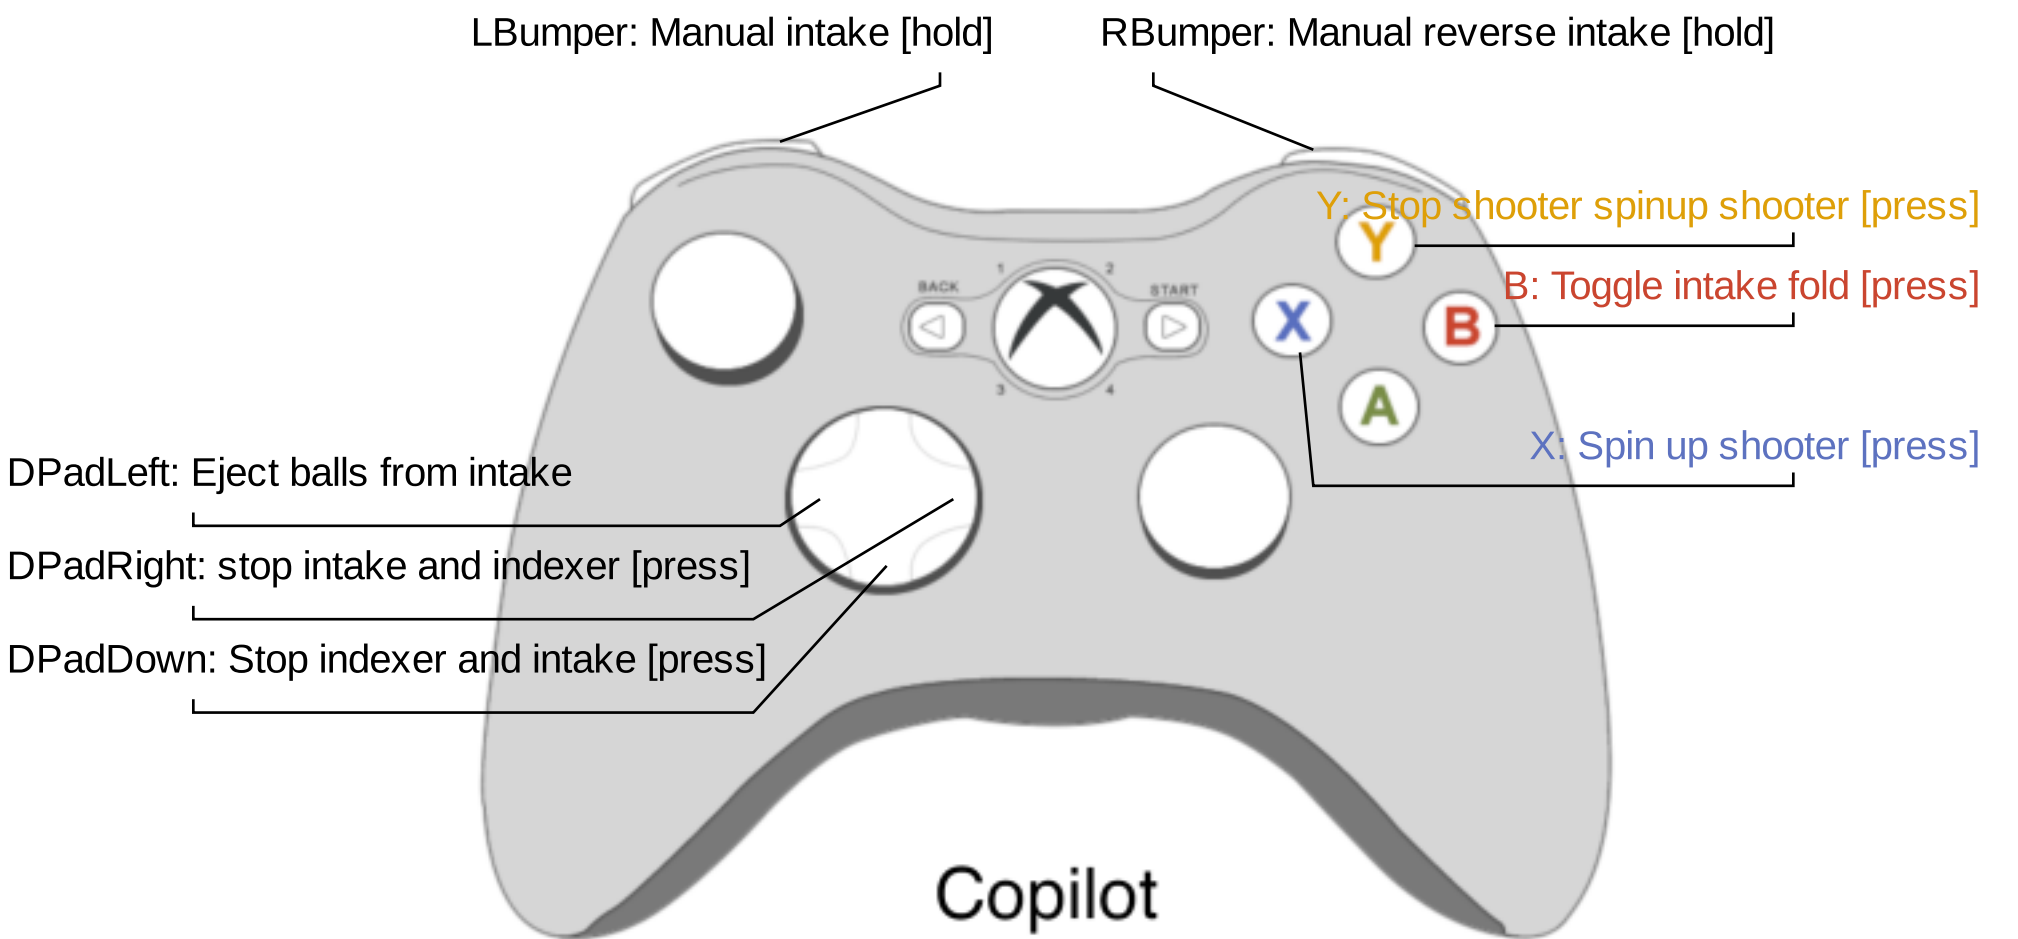 LBumper: Manual intake [hold]
RBumper: Manual reverse intake [hold]
Y: Stop shooter spinup shooter [press]
Y
1 2
BACK
START
B: Toggle intake fold [press]
X
B
3 4
A
X: Spin up shooter [press]
DPadLeft: Eject balls from intake
DPadRight: stop intake and indexer [press]
DPadDown: Stop indexer and intake [press]
Copilot